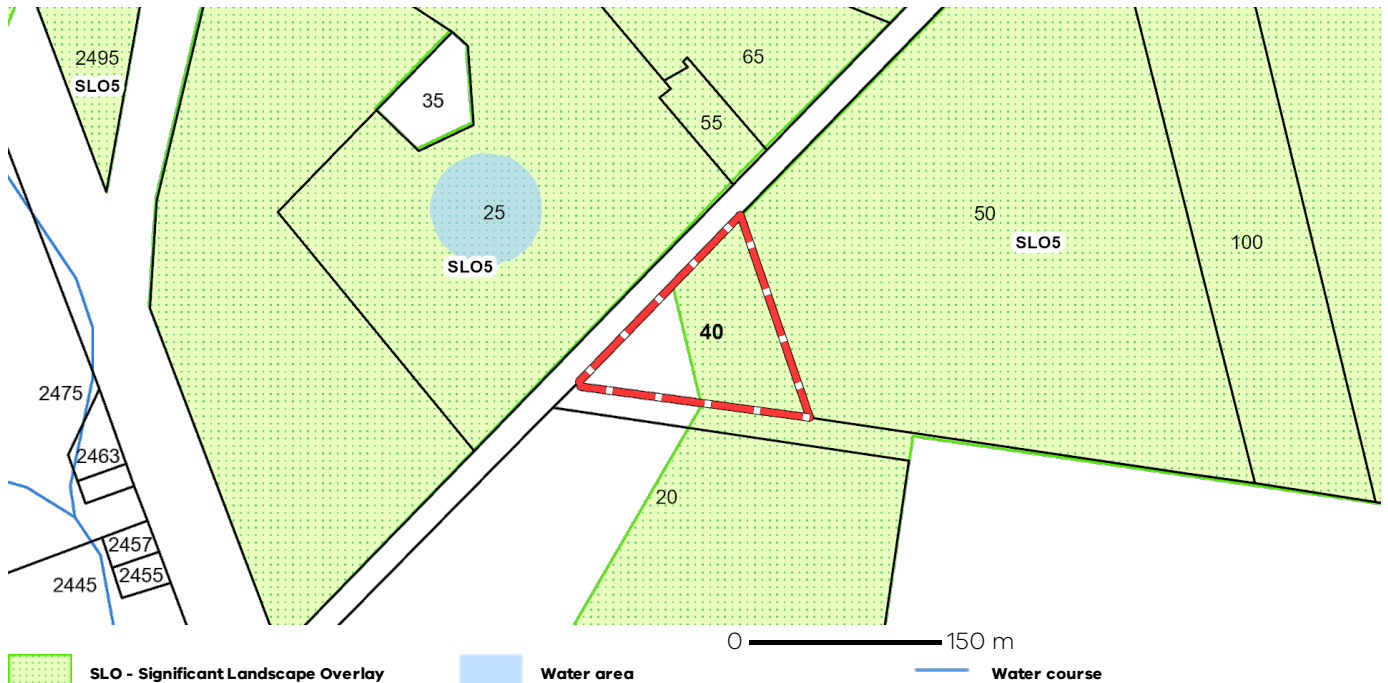 2495
SLO5
65
35
55
25
50
SLO5
100
SLO5
40
2475
2463
20
2457
2455
2445
0 150 m
SLO - Significant Landscape Overlay
Water area
Water course